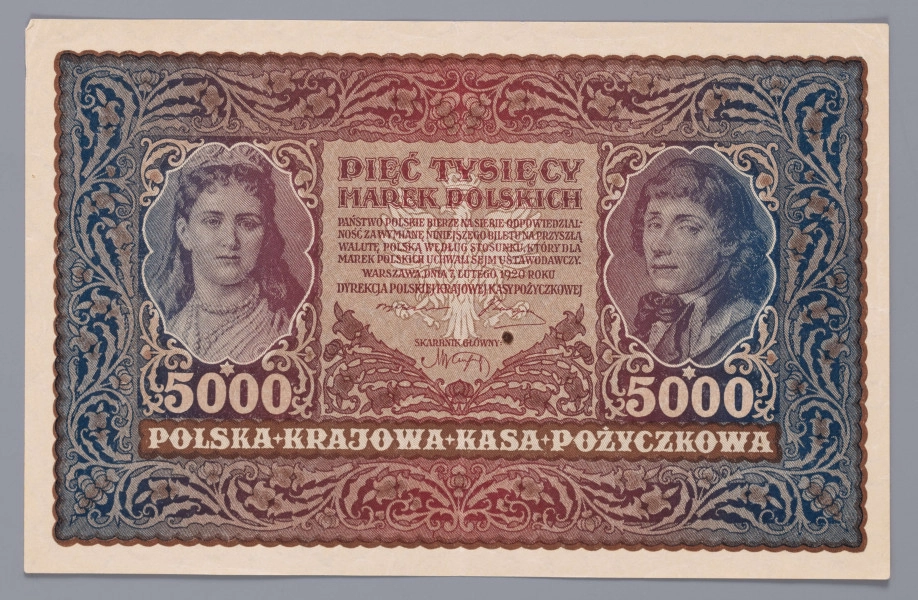 PIĘĆ TYSIĘCY
MAREK POLSKICH
PAŃSTWO POLSKIE BIERZE NA SIEBIE ODPOWIEDZIAL-
NOŚĆ ZA WYMIANĘ NINIEJSZEGO BILETU NA PRZYSZŁĄ
WALUTĘ POLSKĄ WEDŁUG STOSUNKU, KTÓRY DLA
MAREK POLSKICH UCHWALI SEJM USTAWODAWCZY.
WARSZAWA, DNIA 7 LUTEGO 1920 ROKU
DYREKCJA POLSKIEJ KRAJOWEJ KASY POŻYCZKOWEJ
SKARBNIK GŁÓWNY
5000
5000
POLSKA KRAJOWA KASA POŻYCZKOWA